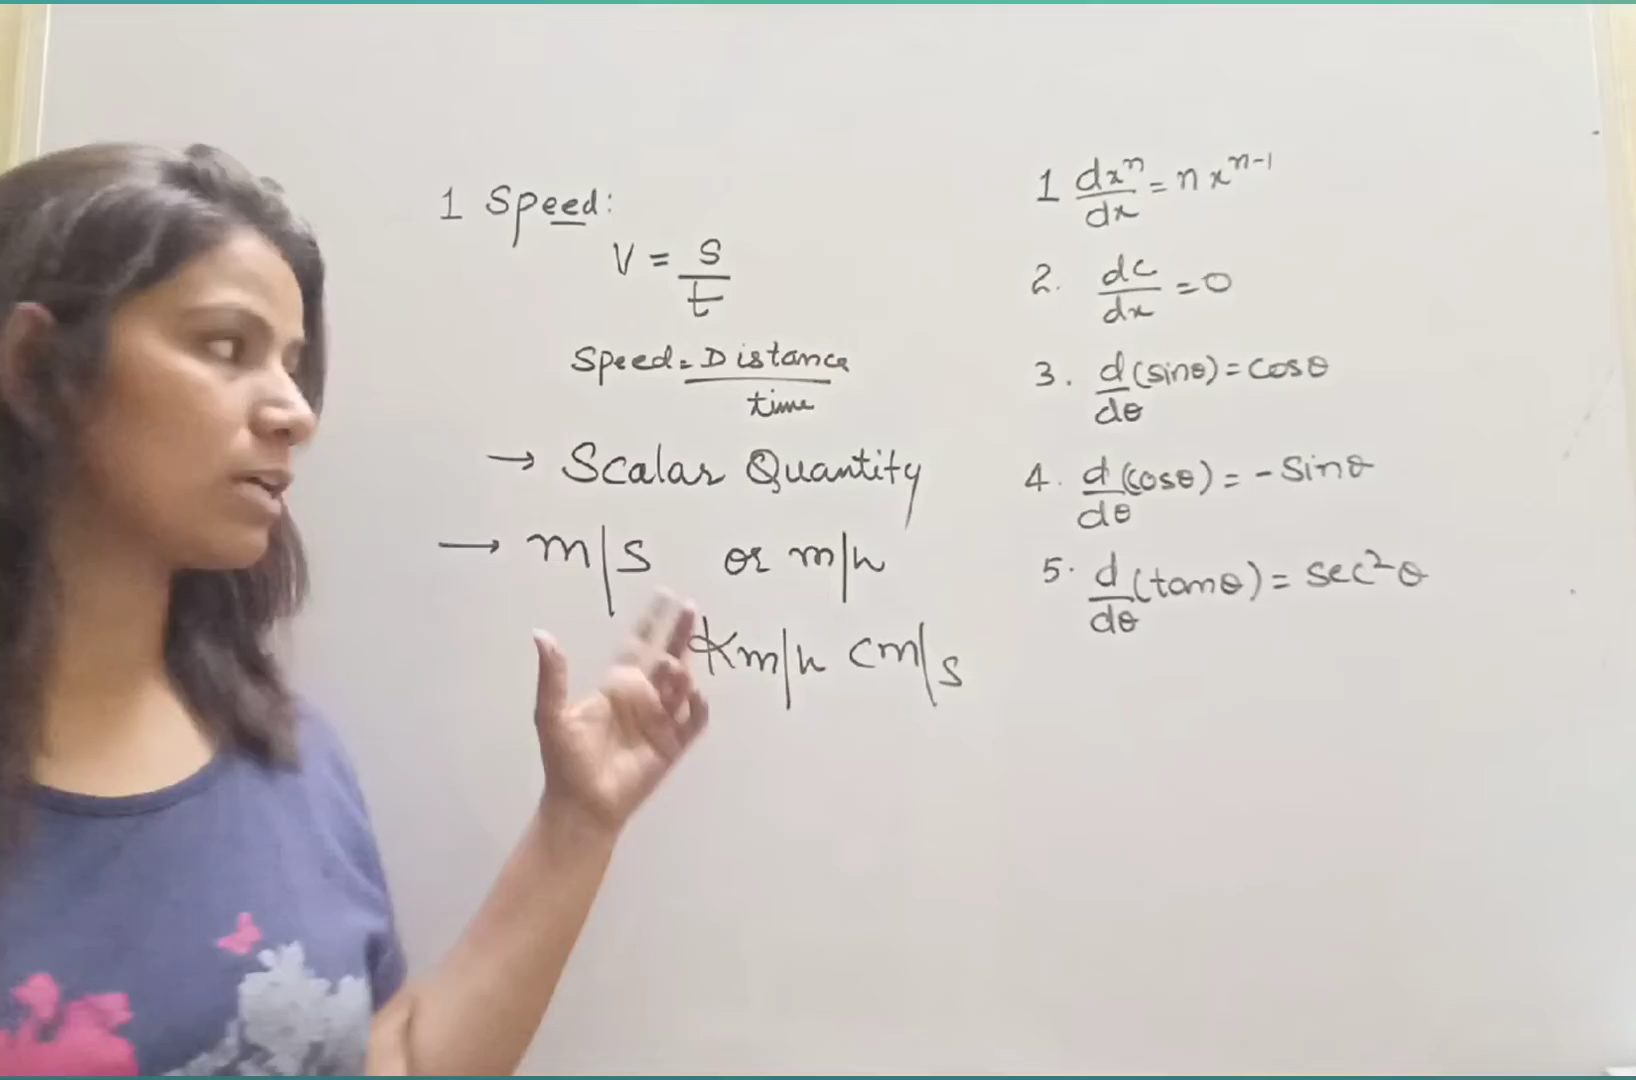 1 Speed:
V = s/t
Speed = Distance/time
→ Scalar Quantity
→ m/s or m/h
Km/h cm/s
1 dxⁿ/dx = n xⁿ⁻¹
2. dc/dx = 0
3. d/dθ (sinθ) = cosθ
4. d/dθ (cosθ) = - Sinθ
5. d/dθ (tanθ) = sec²θ